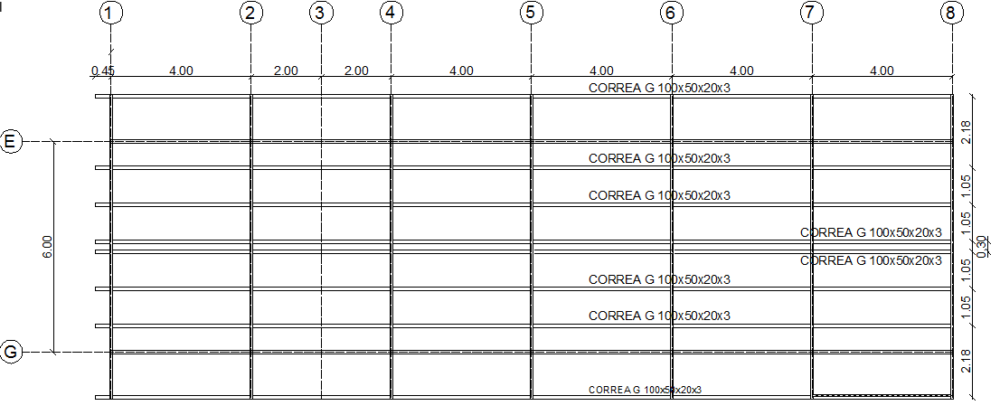 1 2 3 4 5 6 7 8
0.45 4.00 2.00 2.00 4.00 4.00 4.00 4.00
CORREA G 100x50x20x3
2.18
E
CORREA G 100x50x20x3
1.05
CORREA G 100x50x20x3
1.05
CORREA G 100x50x20x3
6.00
0.30
CORREA G 100x50x20x3
1.05
CORREA G 100x50x20x3
1.05
CORREA G 100x50x20x3
G
2.18
CORREA G 100x50x20x3